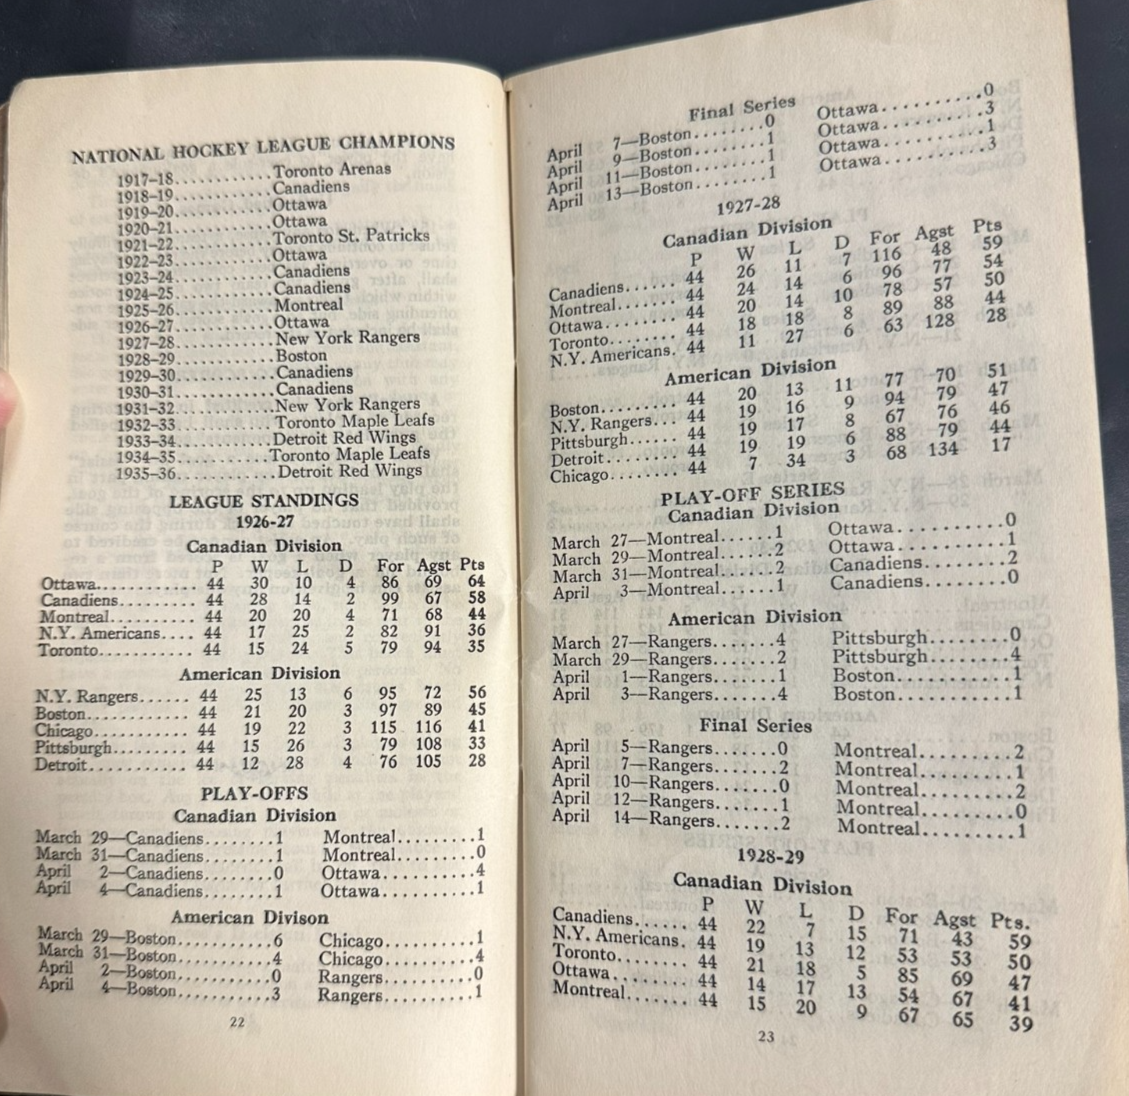 NATIONAL HOCKEY LEAGUE CHAMPIONS
1917–18............Toronto Arenas
1918–19............Canadiens
1919–20............Ottawa
1920–21............Ottawa
1921–22............Toronto St. Patricks
1922–23............Ottawa
1923–24............Canadiens
1924–25............Canadiens
1925–26............Montreal
1926–27............Ottawa
1927–28............New York Rangers
1928–29............Boston
1929–30............Canadiens
1930–31............Canadiens
1931–32............New York Rangers
1932–33............Toronto Maple Leafs
1933–34............Detroit Red Wings
1934–35............Toronto Maple Leafs
1935–36............Detroit Red Wings
LEAGUE STANDINGS
1926-27
Canadian Division
P W L D For Agst Pts
Ottawa............ 44 30 10 4 86 69 64
Canadiens......... 44 28 14 2 99 67 58
Montreal.......... 44 20 20 4 71 68 44
N.Y. Americans.... 44 17 25 2 82 91 36
Toronto........... 44 15 24 5 79 94 35
American Division
N.Y. Rangers...... 44 25 13 6 95 72 56
Boston............ 44 21 20 3 97 89 45
Chicago........... 44 19 22 3 115 116 41
Pittsburgh........ 44 15 26 3 79 108 33
Detroit........... 44 12 28 4 76 105 28
PLAY-OFFS
Canadian Division
March 29—Canadiens........1 Montreal.........1
March 31—Canadiens........1 Montreal.........0
April 2—Canadiens........0 Ottawa..........4
April 4—Canadiens........1 Ottawa..........1
American Divison
March 29—Boston...........6 Chicago..........1
March 31—Boston...........4 Chicago..........4
April 2—Boston...........0 Rangers..........0
April 4—Boston...........3 Rangers..........1
22
Final Series
April 7—Boston........0 Ottawa..........0
April 9—Boston........1 Ottawa..........3
April 11—Boston........1 Ottawa..........1
April 13—Boston........1 Ottawa..........3
1927-28
Canadian Division
P W L D For Agst Pts
Canadiens...... 44 26 11 7 116 48 59
Montreal....... 44 24 14 6 96 77 54
Ottawa......... 44 20 14 10 78 57 50
Toronto........ 44 18 18 8 89 88 44
N.Y. Americans. 44 11 27 6 63 128 28
American Division
Boston......... 44 20 13 11 77 70 51
N.Y. Rangers... 44 19 16 9 94 79 47
Pittsburgh...... 44 19 17 8 67 76 46
Detroit........ 44 19 19 6 88 79 44
Chicago........ 44 7 34 3 68 134 17
PLAY-OFF SERIES
Canadian Division
March 27—Montreal......1 Ottawa..........0
March 29—Montreal......2 Ottawa..........1
March 31—Montreal......2 Canadiens........2
April 3—Montreal......1 Canadiens........0
American Division
March 27—Rangers.......4 Pittsburgh........0
March 29—Rangers.......2 Pittsburgh........4
April 1—Rangers.......1 Boston...........1
April 3—Rangers.......4 Boston...........1
Final Series
April 5—Rangers.......0 Montreal.........2
April 7—Rangers.......2 Montreal.........1
April 10—Rangers.......0 Montreal.........2
April 12—Rangers.......1 Montreal.........0
April 14—Rangers.......2 Montreal.........1
1928-29
Canadian Division
P W L D For Agst Pts.
Canadiens...... 44 22 7 15 71 43 59
N.Y. Americans. 44 19 13 12 53 53 50
Toronto........ 44 21 18 5 85 69 47
Ottawa......... 44 14 17 13 54 67 41
Montreal....... 44 15 20 9 67 65 39
23